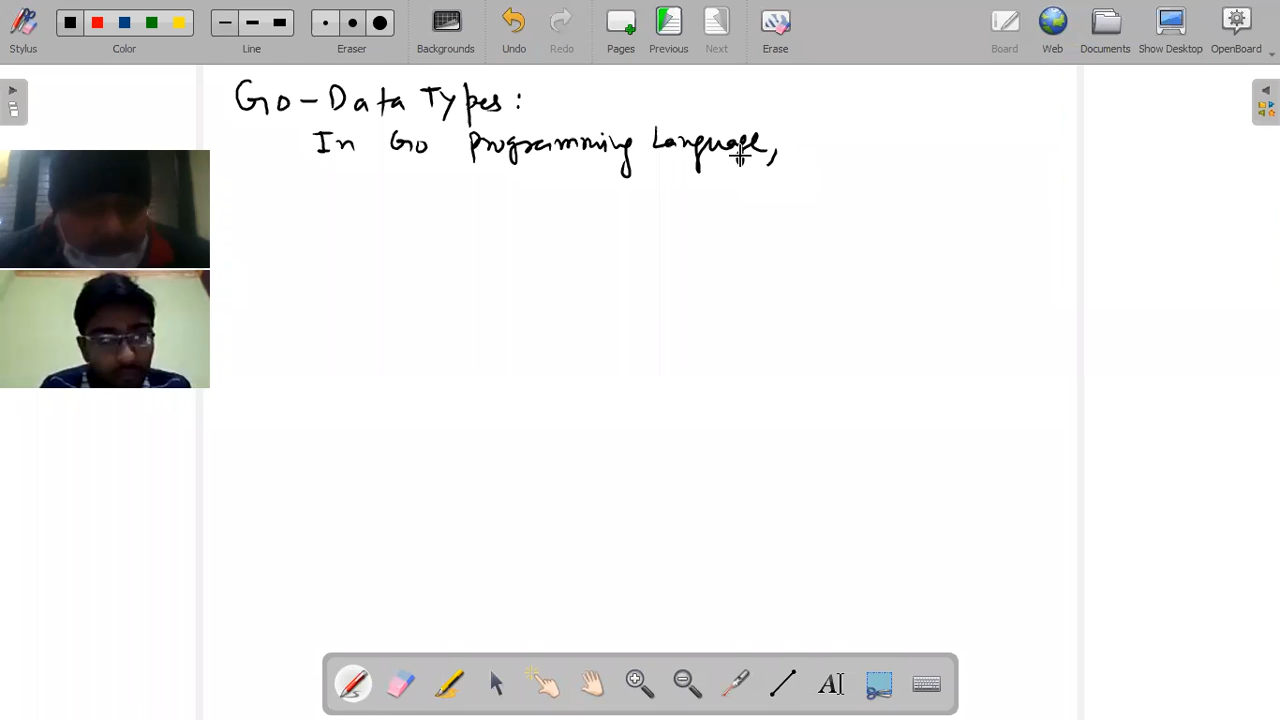 Stylus
Color
Line
Eraser
Backgrounds
Undo
Redo
Pages
Previous
Next
Erase
Board
Web
Documents
Show Desktop
OpenBoard
Go-Data Types:
In Go Programming Language,
AI